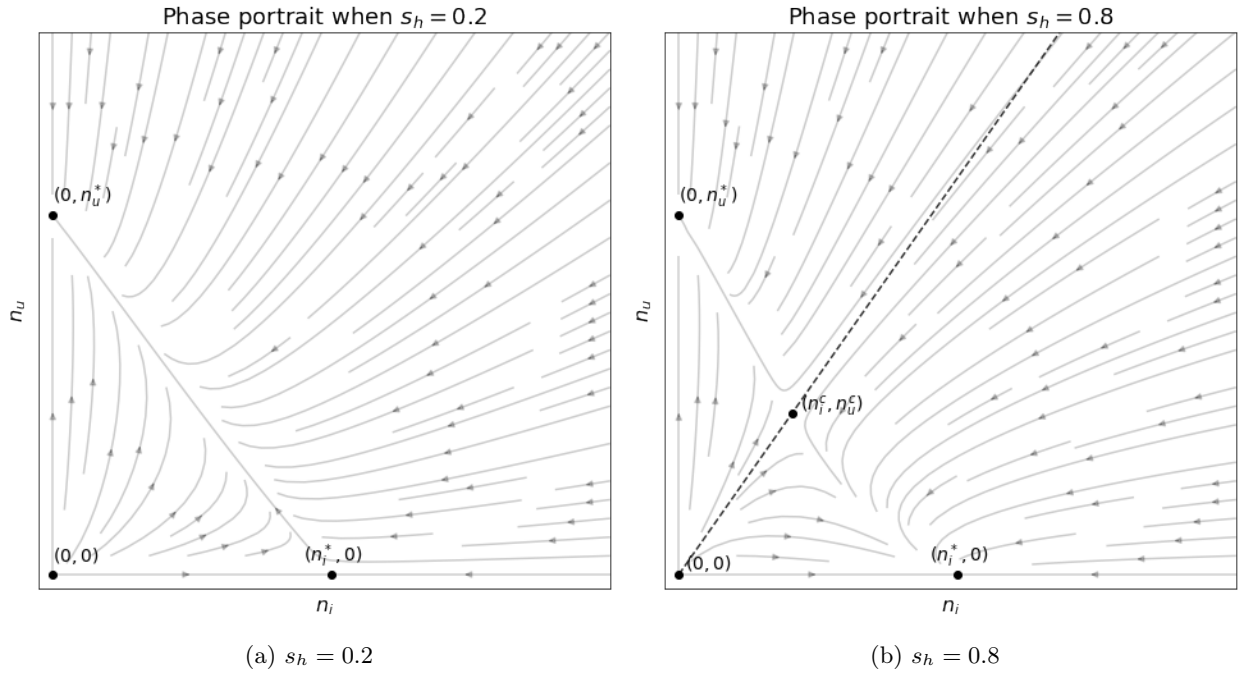 Phase portrait when s_h = 0.2
(0, n_u^*)
n_u
(0, 0)
(n_i^*, 0)
n_i
(a) s_h = 0.2
Phase portrait when s_h = 0.8
(0, n_u^*)
n_u
(n_i^c, n_u^c)
(0, 0)
(n_i^*, 0)
n_i
(b) s_h = 0.8